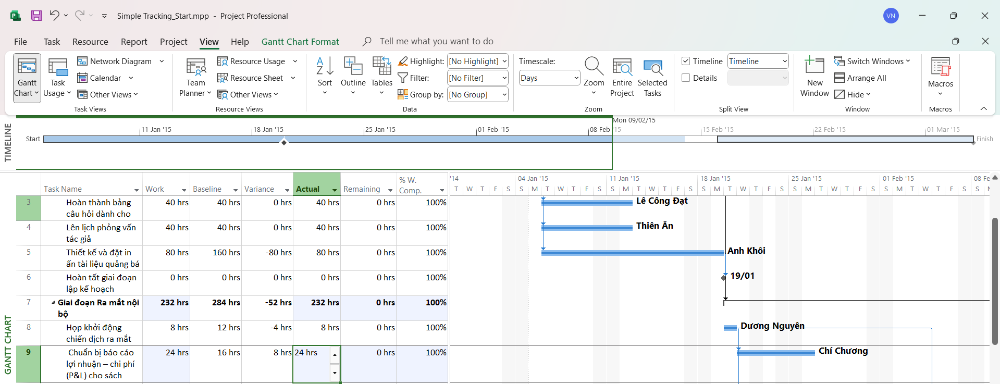 Simple Tracking_Start.mpp - Project Professional
VN
File Task Resource Report Project View Help Gantt Chart Format Tell me what you want to do
Gantt Chart
Task Usage
Network Diagram
Calendar
Other Views
Task Views
Team Planner
Resource Usage
Resource Sheet
Other Views
Resource Views
Sort
Outline
Tables
Highlight: [No Highlight]
Filter: [No Filter]
Group by: [No Group]
Data
Timescale:
Days
Zoom
Entire Project
Selected Tasks
Zoom
Timeline Timeline
Details
Split View
New Window
Switch Windows
Arrange All
Hide
Window
Macros
Macros
TIMELINE
Mon 09/02/15
11 Jan '15 18 Jan '15 25 Jan '15 01 Feb '15 08 Feb '15 15 Feb '15 22 Feb '15 01 Mar '15
Start
Finish
GANTT CHART
Task Name Work Baseline Variance Actual Remaining % W. Comp.
3 Hoàn thành bảng 40 hrs 40 hrs 0 hrs 40 hrs 0 hrs 100%
câu hỏi dành cho
4 Lên lịch phỏng vấn 40 hrs 40 hrs 0 hrs 40 hrs 0 hrs 100%
tác giả
5 Thiết kế và đặt in 80 hrs 160 hrs -80 hrs 80 hrs 0 hrs 100%
ấn tài liệu quảng bá
6 Hoàn tất giai đoạn 0 hrs 0 hrs 0 hrs 0 hrs 0 hrs 100%
lập kế hoạch
7 Giai đoạn Ra mắt nội 232 hrs 284 hrs -52 hrs 232 hrs 0 hrs 100%
bộ
8 Họp khởi động 8 hrs 12 hrs -4 hrs 8 hrs 0 hrs 100%
chiến dịch ra mắt
9 Chuẩn bị báo cáo 24 hrs 16 hrs 8 hrs 24 hrs 0 hrs 100%
lợi nhuận – chi phí
(P&L) cho sách
'14 04 Jan '15 11 Jan '15 18 Jan '15 25 Jan '15 01 Feb '15 08 Fe
T W T F S S M T W T F S S M T W T F S S M T W T F S S M T W T F S S M T W T F S S M
Lê Công Đạt
Thiên Ân
Anh Khôi
19/01
Dương Nguyên
Chí Chương